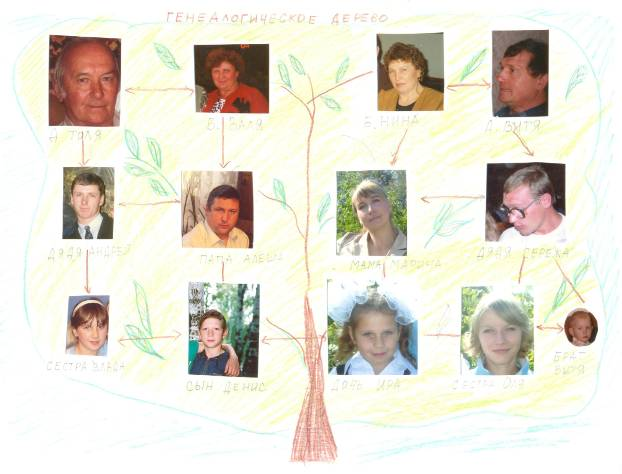 ГЕНЕАЛОГИЧЕСКОЕ ДЕРЕВО
Д. ТОЛЯ
Б. ВАЛЯ
Б. НИНА
Д. ВИТЯ
ДЯДЯ АНДРЕЙ
ПАПА АЛЕША
МАМА МАРИНА
ДЯДЯ СЕРЕЖА
СЕСТРА ВЛАДА
СЫН ДЕНИС
ДОЧЬ ИРА
СЕСТРА ОЛЯ
БРАТ